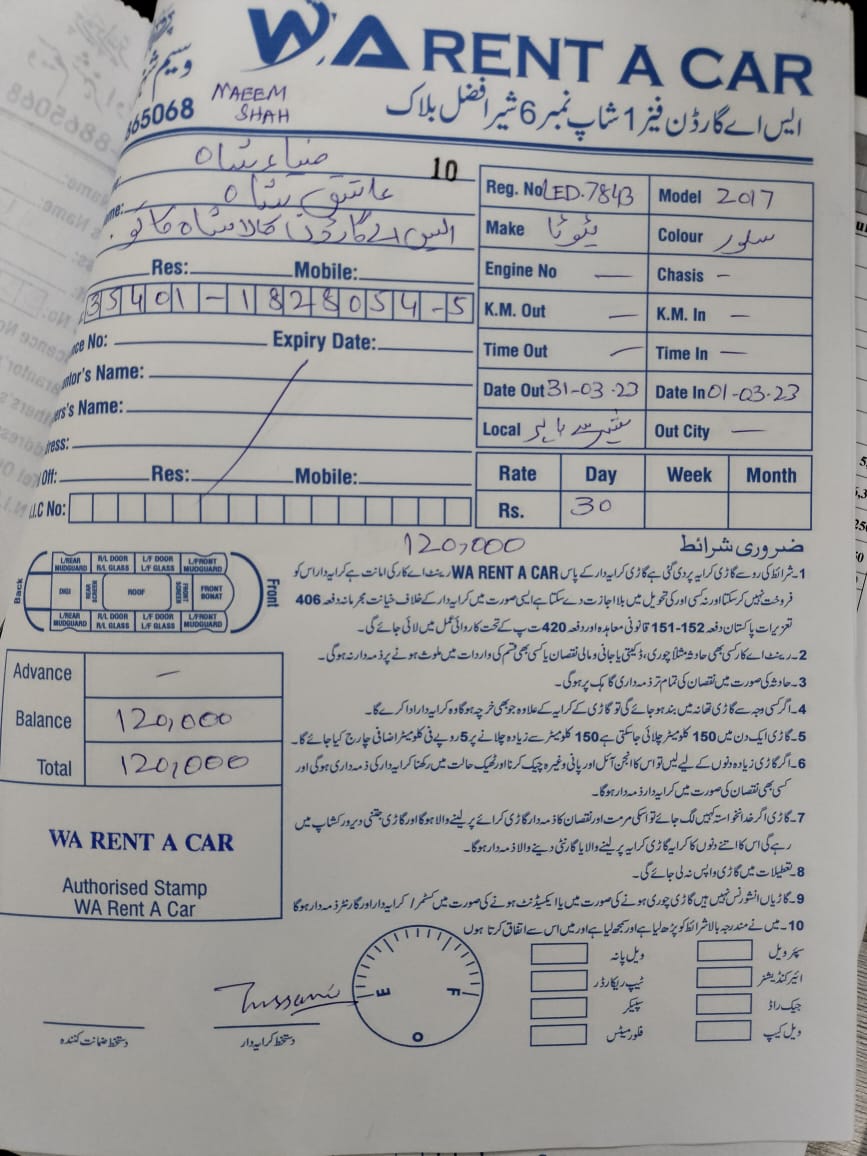 WA RENT A CAR
وسیم
865068
NAEEM
SHAH
ایس اے گارڈن فیز 1 شاپ نمبر 6 شیر افضل بلاک
10
ضیاء شاہ
عاشق شاہ
ایس اے گارڈن کالا شاہ کاکو
Res: Mobile:
35401-1828054-5
nce No: Expiry Date:
ntor's Name:
ers's Name:
ress:
Off: Res: Mobile:
.I.C No:
Reg. No LED.7843 Model 2017
Make ٹیوٹا Colour سلور
Engine No — Chasis —
K.M. Out — K.M. In —
Time Out — Time In —
Date Out 31-03-23 Date In 01-03-23
Local شہر سے باہر Out City —
Rate Day Week Month
Rs. 30
120,000
ضروری شرائط
Back
L/REAR MUDGUARD R/L DOOR R/L GLASS L/F DOOR L/F GLASS L/FRONT MUDGUARD
DIGI SCREEN ROOF FRONT SCREEN FRONT BONAT
L/REAR MUDGUARD R/L DOOR R/L GLASS L/F DOOR L/F GLASS L/FRONT MUDGUARD
Front
1۔شرائط کی رو سے گاڑی کرایہ پر دی گئی ہے گاڑی کرایہ دار کے پاس WA RENT A CAR رینٹ اے کار کی امانت ہے کرایہ دار اس کو
فروخت نہیں کر سکتا اور نہ کسی اور کی تحویل میں بلا اجازت دے سکتا ہے ایسی صورت میں کرایہ دار کے خلاف خیانت مجرمانہ دفعہ 406
تعزیرات پاکستان دفعہ 152-151 قانونی معاہدہ اور دفعہ 420 ت پ کے تحت کاروائی عمل میں لائی جائے گی۔
2۔رینٹ اے کار کسی بھی حادثہ مثلاً چوری، ڈکیتی یا جانی و مالی نقصان یا کسی بھی قسم کی واردات میں ملوث ہونے پر ذمہ دار نہ ہوگی۔
3۔حادثہ کی صورت میں نقصان کی تمام تر ذمہ داری گاہک پر ہوگی۔
4۔اگر کسی وجہ سے گاڑی تھانہ میں بند ہو جائے گی تو گاڑی کے کرایہ کے علاوہ جو بھی خرچہ ہوگا وہ کرایہ دار ادا کرے گا۔
5۔گاڑی ایک دن میں 150 کلومیٹر چلائی جا سکتی ہے 150 کلومیٹر سے زیادہ چلانے پر 5 روپے فی کلومیٹر اضافی چارج کیا جائے گا۔
6۔اگر گاڑی زیادہ دنوں کے لیے لیں تو اس کا انجن آئل اور پانی وغیرہ چیک کرنا اور ٹھیک حالت میں رکھنا کرایہ دار کی ذمہ داری ہوگی اور
کسی بھی نقصان کی صورت میں کرایہ دار ذمہ دار ہوگا۔
7۔گاڑی اگر خدانخواستہ کہیں لگ جائے تو اسکی مرمت اور نقصان کا ذمہ دار گاڑی کرائے پر لینے والا ہوگا اور گاڑی جتنی دیر ورکشاپ میں
رہے گی اس کا اتنے دنوں کا کرایہ گاڑی کرایہ پر لینے والا یا گارنٹی دینے والا ذمہ دار ہوگا۔
8۔تعطیلات میں گاڑی واپس نہ لی جائے گی۔
9۔گاڑیاں انشورنس نہیں ہیں گاڑی چوری ہونے کی صورت میں یا ایکسیڈنٹ ہونے کی صورت میں کسٹمر/کرایہ دار اور گارنٹر ذمہ دار ہوگا
10۔میں نے مندرجہ بالا شرائط کو پڑھ لیا ہے اور سمجھ لیا ہے اور میں اس سے اتفاق کرتا ہوں
Advance —
Balance 120,000
Total 120,000
WA RENT A CAR
Authorised Stamp
WA Rent A Car
سپر ویل ویل پانہ
ائیر کنڈیشنر ٹیپ ریکارڈر
جیک راڈ سپیکر
ویل کیپ فلور میٹس
E F
O
دستخط کرایہ دار
دستخط ضمانت کنندہ